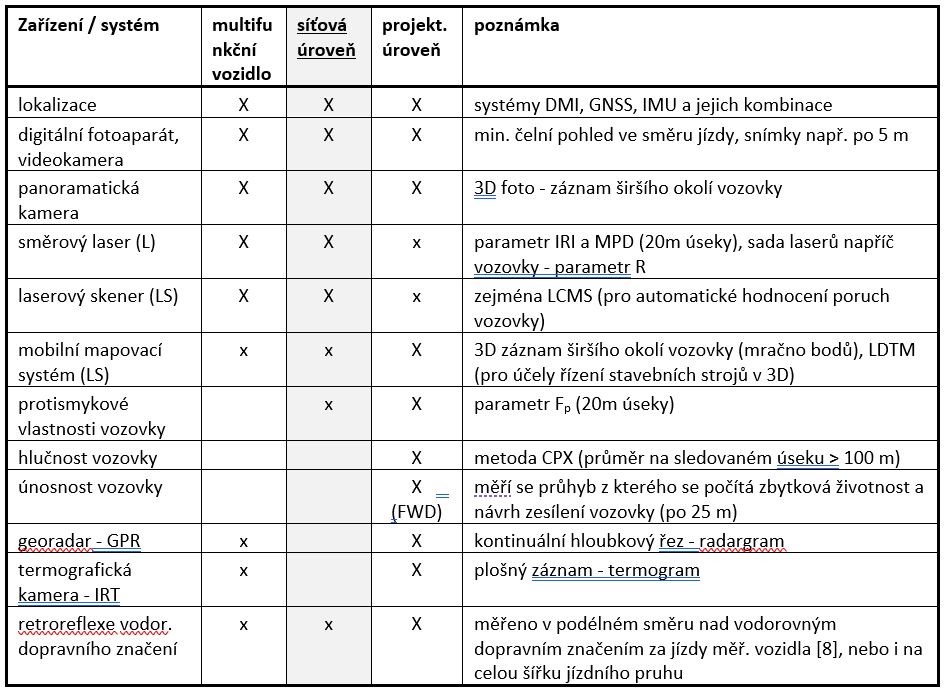 Zařízení / systém
multifu
nkční
vozidlo
síťová
úroveň
projekt.
úroveň
poznámka
lokalizace
X
X
X
systémy DMI, GNSS, IMU a jejich kombinace
digitální fotoaparát,
videokamera
X
X
X
min. čelní pohled ve směru jízdy, snímky např. po 5 m
panoramatická
kamera
X
X
X
3D foto - záznam širšího okolí vozovky
směrový laser (L)
X
X
x
parametr IRI a MPD (20m úseky), sada laserů napříč
vozovky - parametr R
laserový skener (LS)
X
X
x
zejména LCMS (pro automatické hodnocení poruch
vozovky)
mobilní mapovací
systém (LS)
x
x
X
3D záznam širšího okolí vozovky (mračno bodů), LDTM
(pro účely řízení stavebních strojů v 3D)
protismykové
vlastnosti vozovky
x
X
parametr Fₚ (20m úseky)
hlučnost vozovky
X
metoda CPX (průměr na sledovaném úseku > 100 m)
únosnost vozovky
X
(FWD)
měří se průhyb z kterého se počítá zbytková životnost a
návrh zesílení vozovky (po 25 m)
georadar - GPR
x
X
kontinuální hloubkový řez - radargram
termografická
kamera - IRT
x
X
plošný záznam - termogram
retroreflexe vodor.
dopravního značení
x
x
X
měřeno v podélném směru nad vodorovným
dopravním značením za jízdy měř. vozidla [8], nebo i na
celou šířku jízdního pruhu